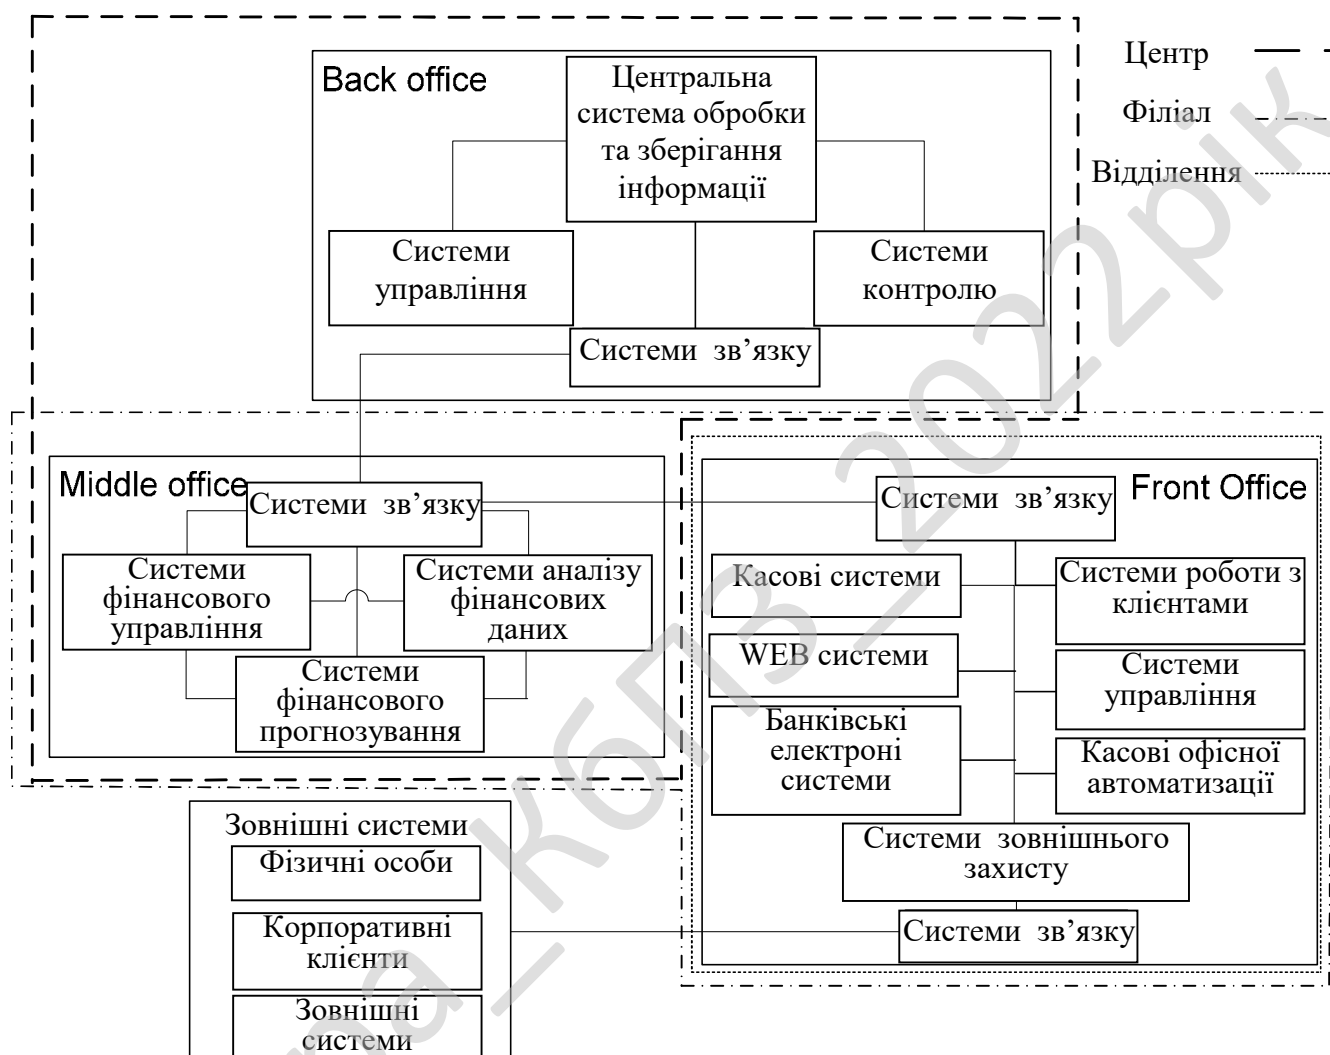 Back office
Центральна
система обробки
та зберігання
інформації
Системи
управління
Системи
контролю
Системи зв’язку
Центр
Філіал
Відділення
Middle office
Системи зв’язку
Системи
фінансового
управління
Системи аналізу
фінансових
даних
Системи
фінансового
прогнозування
Front Office
Системи зв’язку
Касові системи
Системи роботи з
клієнтами
WEB системи
Системи
управління
Банківські
електроні
системи
Касові офісної
автоматизації
Системи зовнішнього
захисту
Системи зв’язку
Зовнішні системи
Фізичні особи
Корпоративні
клієнти
Зовнішні
системи
ра_КбПЗ_2022рік